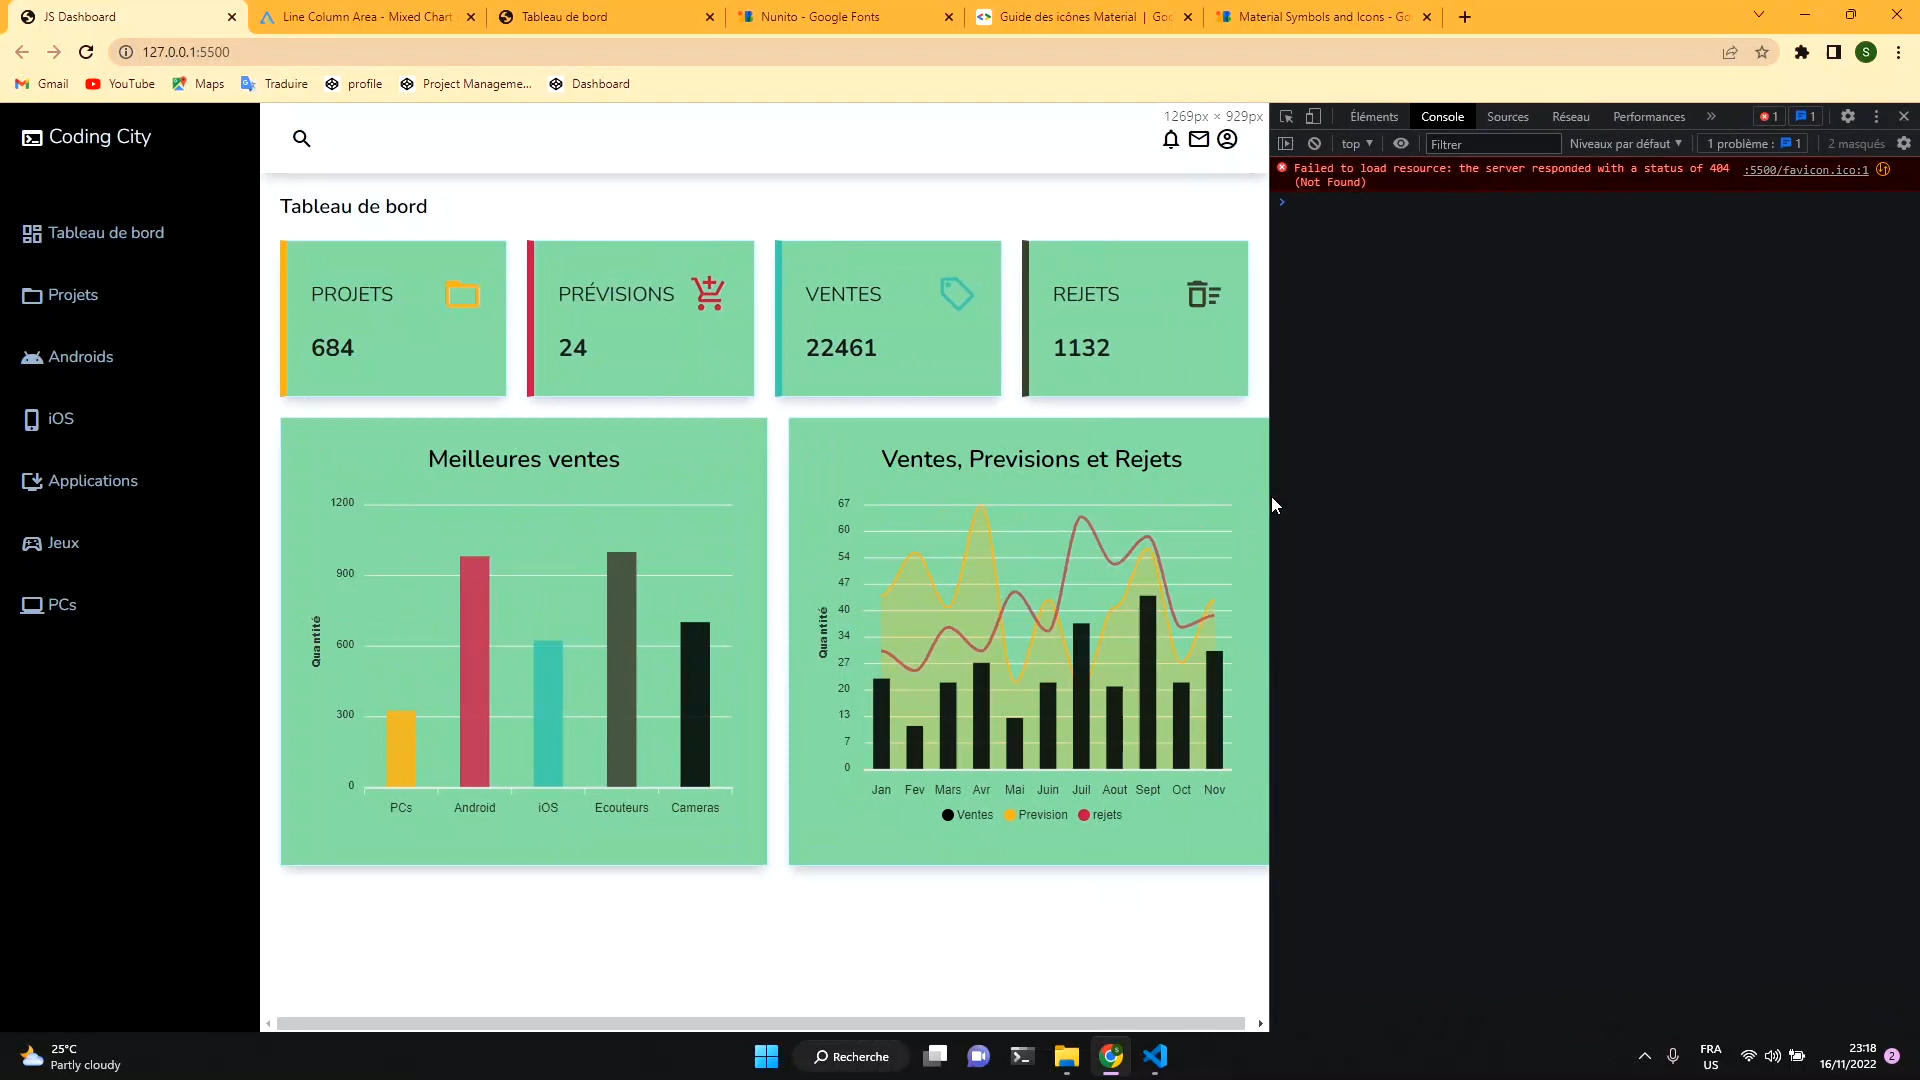 JS Dashboard
Line Column Area - Mixed Chart
Tableau de bord
Nunito - Google Fonts
Guide des icônes Material | Goo
Material Symbols and Icons - Go
127.0.0.1:5500
S
Gmail
YouTube
Maps
Traduire
profile
Project Manageme...
Dashboard
Coding City
Tableau de bord
Projets
Androids
iOS
Applications
Jeux
PCs
1269px × 929px
Tableau de bord
PROJETS
684
PRÉVISIONS
24
VENTES
22461
REJETS
1132
Meilleures ventes
1200
900
600
300
0
Quantité
PCs Android iOS Ecouteurs Cameras
Ventes, Previsions et Rejets
67
60
54
47
40
34
27
20
13
7
0
Quantité
Jan Fev Mars Avr Mai Juin Juil Aout Sept Oct Nov
Ventes Prevision rejets
Éléments Console Sources Réseau Performances » 1 1
top Filtrer Niveaux par défaut 1 problème : 1 2 masqués
Failed to load resource: the server responded with a status of 404 :5500/favicon.ico:1
(Not Found)
25°C
Partly cloudy
Recherche
FRA
US
23:18
16/11/2022
2